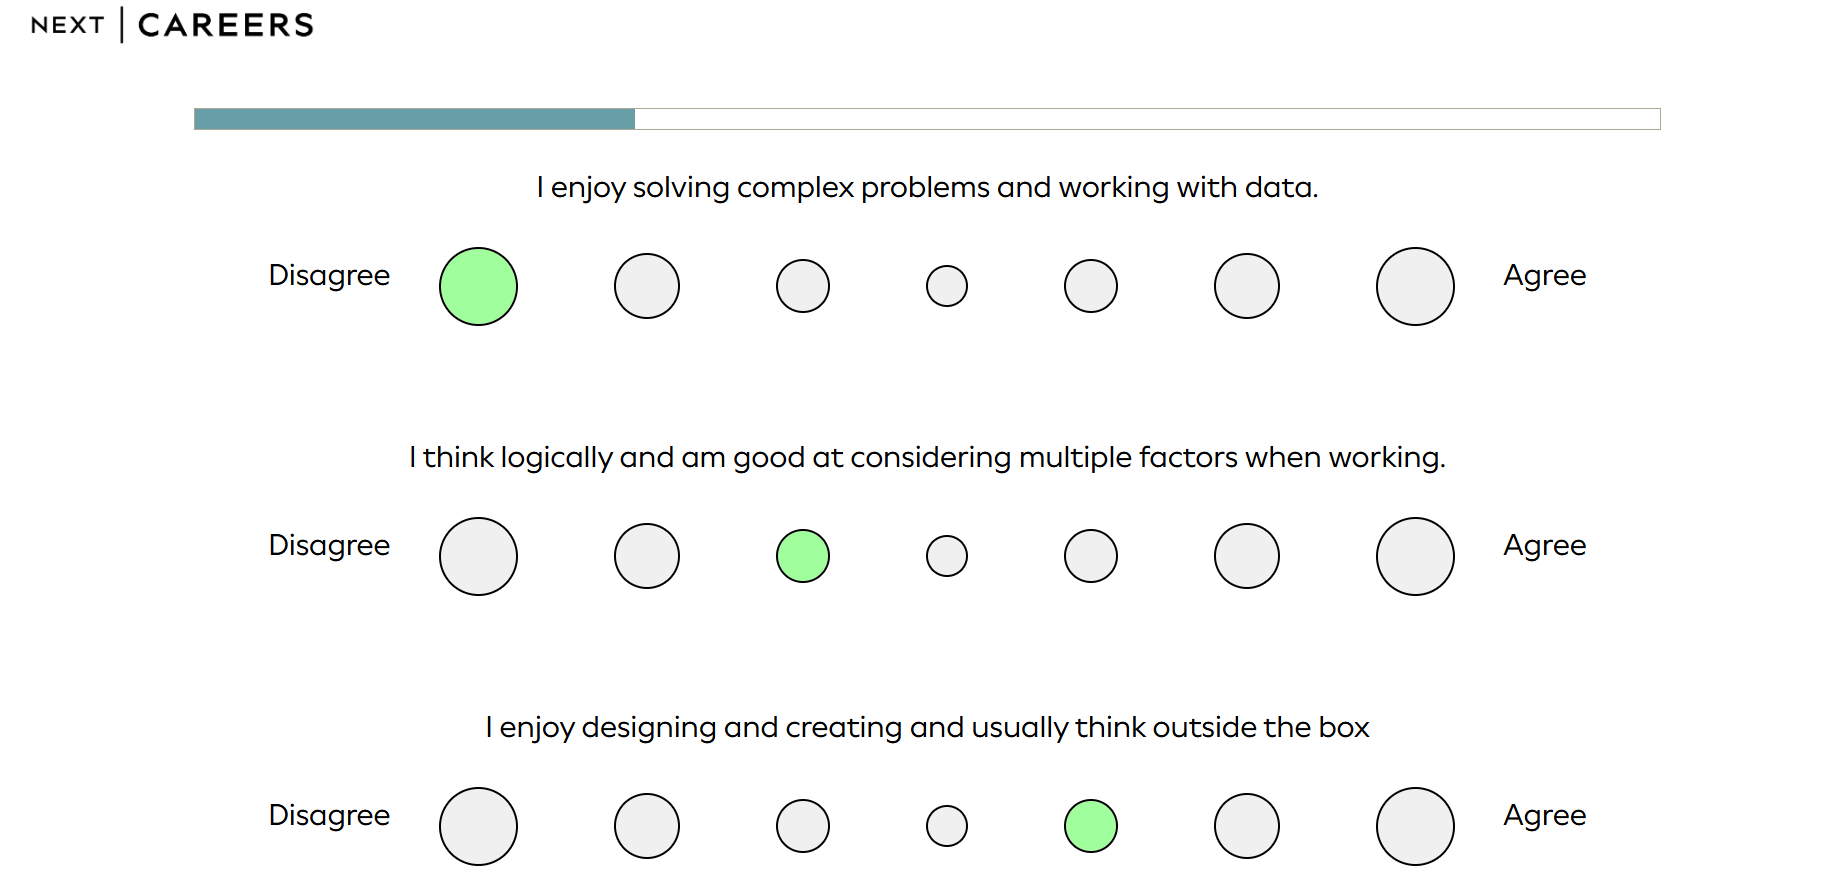 NEXT | CAREERS
I enjoy solving complex problems and working with data.
Disagree Agree
I think logically and am good at considering multiple factors when working.
Disagree Agree
I enjoy designing and creating and usually think outside the box
Disagree Agree